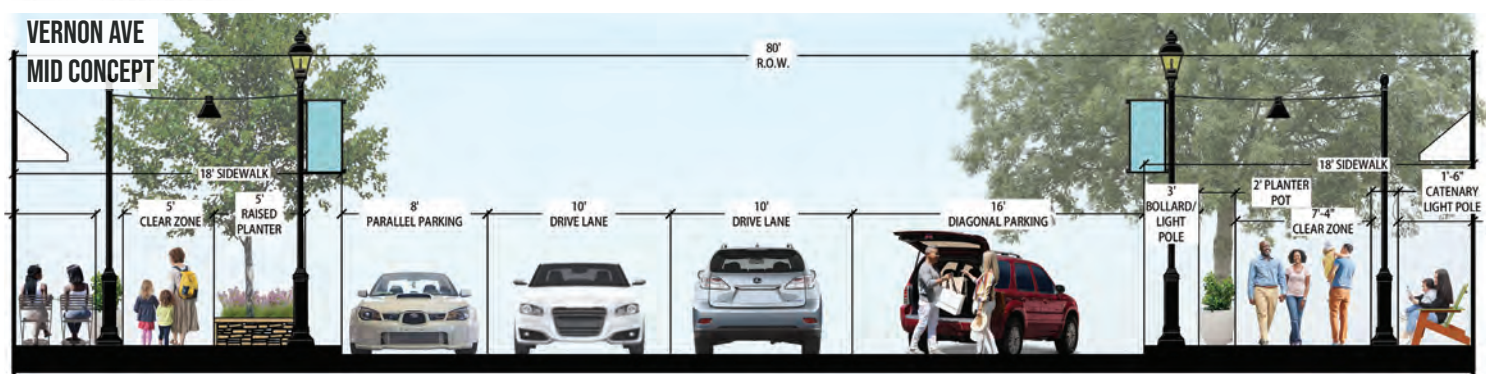 VERNON AVE
MID CONCEPT
80'
R.O.W.
18' SIDEWALK
18' SIDEWALK
5'
CLEAR ZONE
5'
RAISED
PLANTER
8'
PARALLEL PARKING
10'
DRIVE LANE
10'
DRIVE LANE
16'
DIAGONAL PARKING
3'
BOLLARD/
LIGHT
POLE
2' PLANTER
POT
7'-4"
CLEAR ZONE
1'-6"
CATENARY
LIGHT POLE